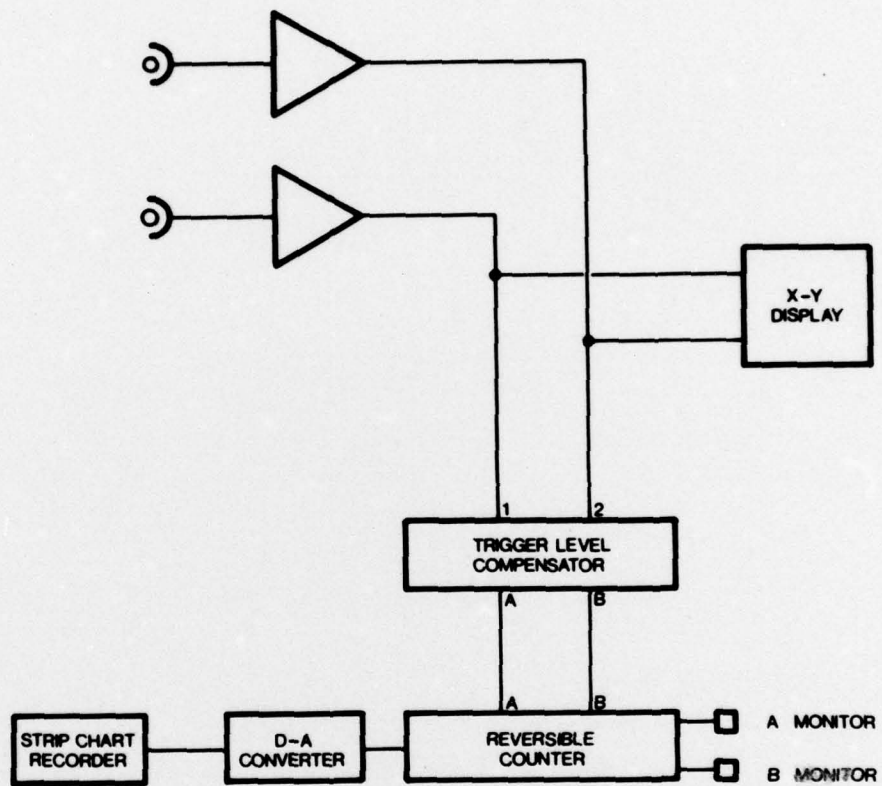 X-Y
DISPLAY
1 2
TRIGGER LEVEL
COMPENSATOR
A B
A B
STRIP CHART
RECORDER
D-A
CONVERTER
REVERSIBLE
COUNTER
A MONITOR
B MONITOR